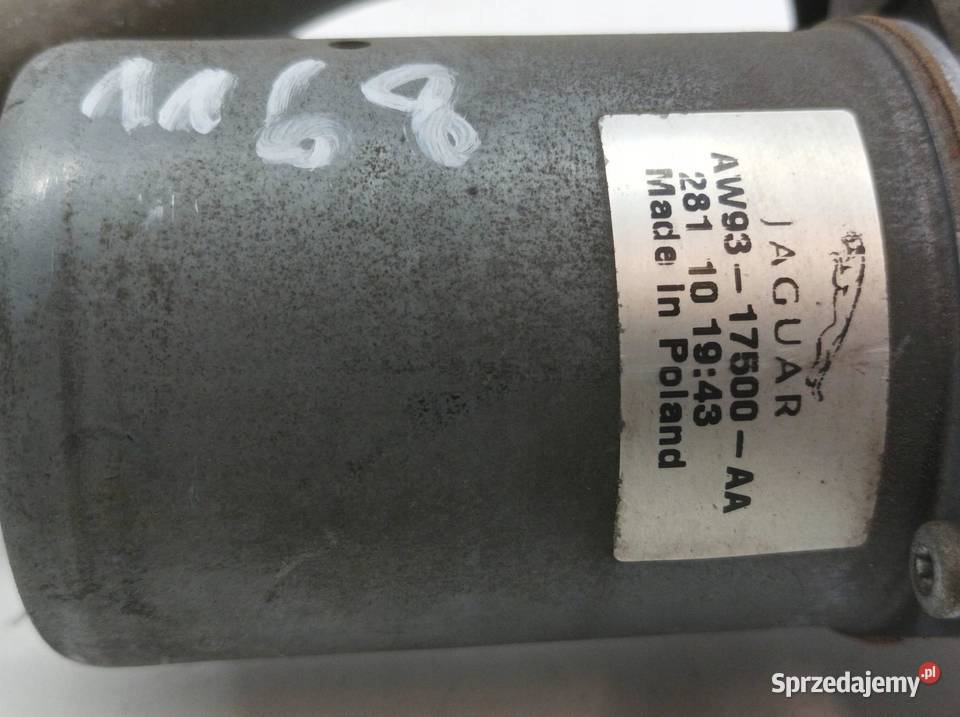 1168
JAGUAR
AW93-17500-AA
281 10 19:43
Made in Poland
Sprzedajemy.pl